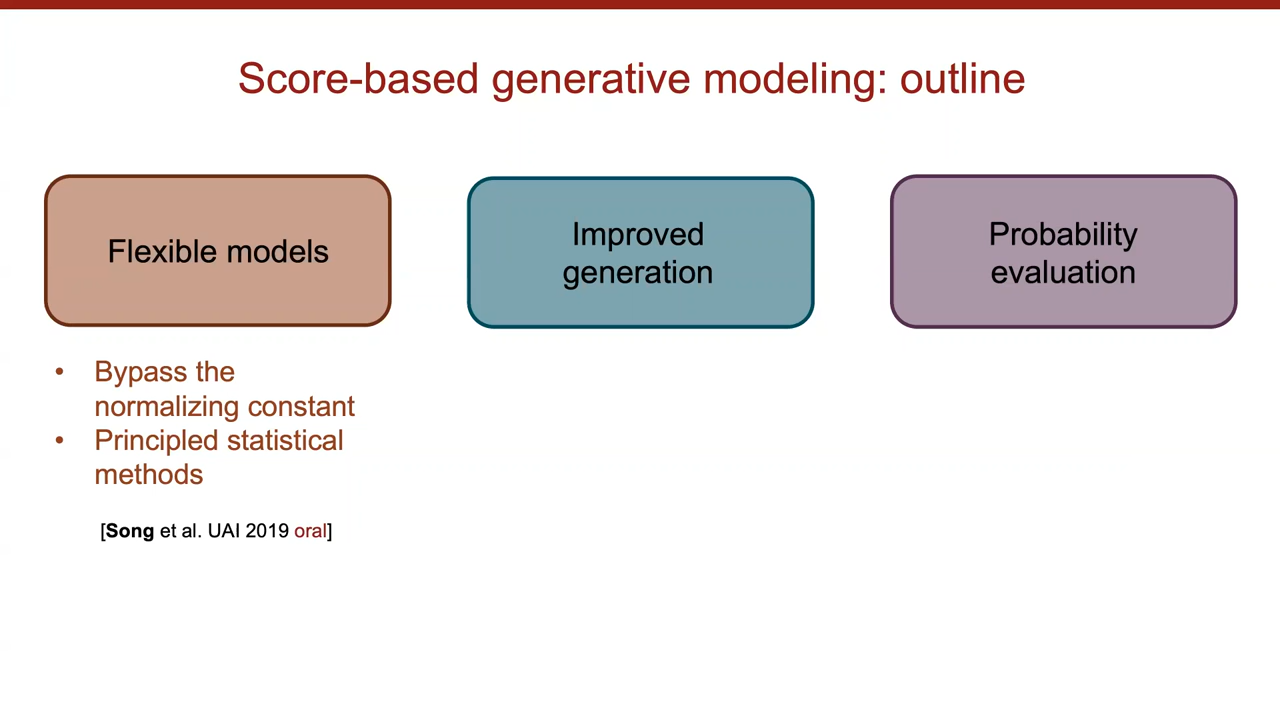 Score-based generative modeling: outline
Flexible models
Improved
generation
Probability
evaluation
• Bypass the
normalizing constant
• Principled statistical
methods
[Song et al. UAI 2019 oral]